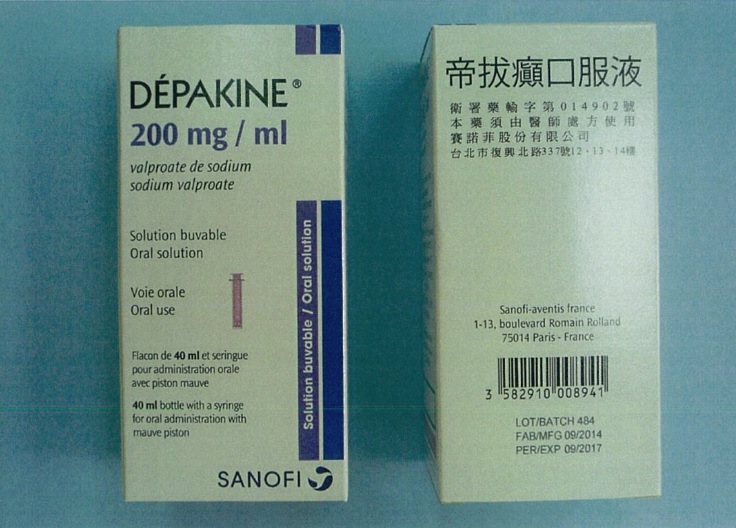 DÉPAKINE®
200 mg / ml
valproate de sodium
sodium valproate
Solution buvable
Oral solution
Voie orale
Oral use
Flacon de 40 ml et seringue
pour administration orale
avec piston mauve
40 ml bottle with a syringe
for oral administration with
mauve piston
Solution buvable / Oral solution
SANOFI
帝拔癲口服液
衛署藥輸字第014902號
本藥須由醫師處方使用
賽諾菲股份有限公司
台北市復興北路337號12、13、14樓
Sanofi-aventis france
1-13, boulevard Romain Rolland
75014 Paris - France
3 582910 008941
LOT/BATCH 484
FAB/MFG 09/2014
PER/EXP 09/2017